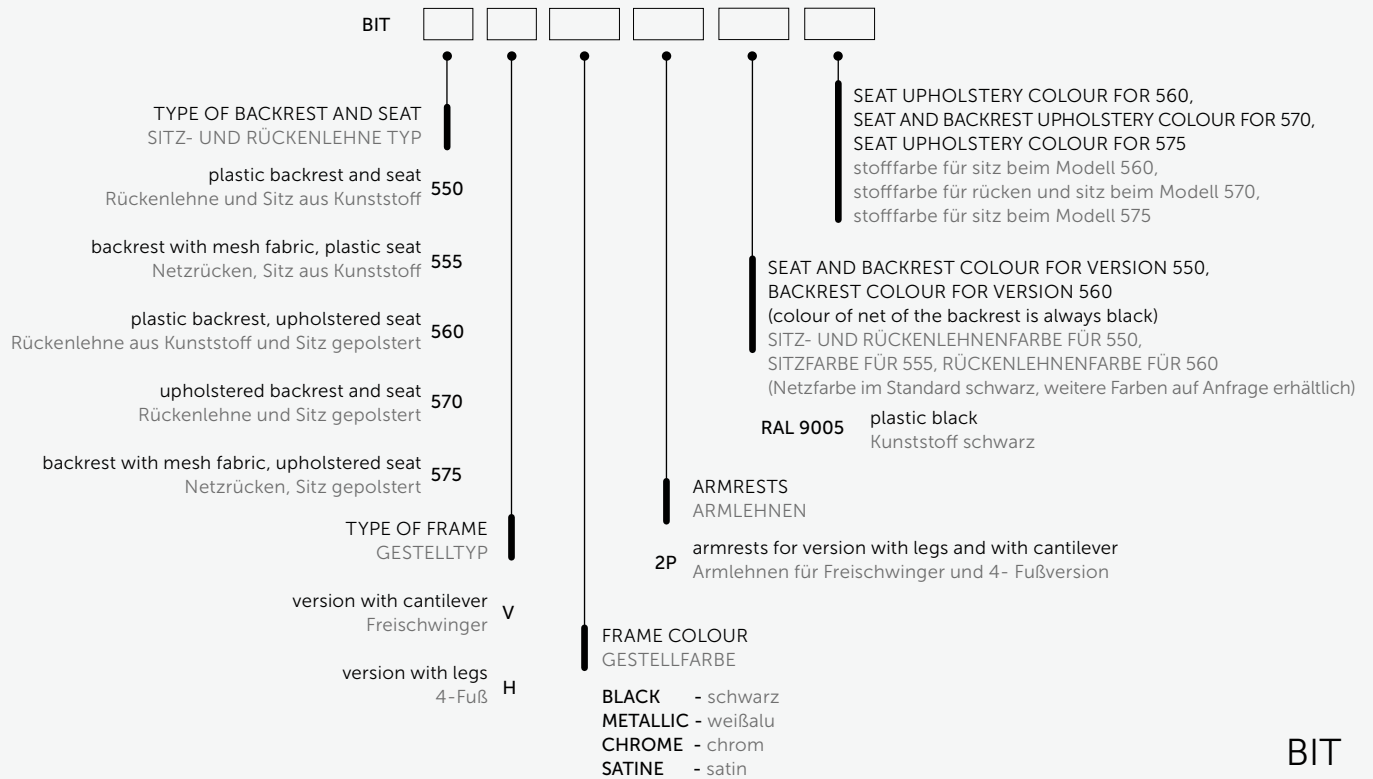 BIT
TYPE OF BACKREST AND SEAT
SITZ- UND RÜCKENLEHNE TYP
plastic backrest and seat
Rückenlehne und Sitz aus Kunststoff
550
backrest with mesh fabric, plastic seat
Netzrücken, Sitz aus Kunststoff
555
plastic backrest, upholstered seat
Rückenlehne aus Kunststoff und Sitz gepolstert
560
upholstered backrest and seat
Rückenlehne und Sitz gepolstert
570
backrest with mesh fabric, upholstered seat
Netzrücken, Sitz gepolstert
575
TYPE OF FRAME
GESTELLTYP
version with cantilever
Freischwinger
V
version with legs
4-Fuß
H
FRAME COLOUR
GESTELLFARBE
BLACK - schwarz
METALLIC - weißalu
CHROME - chrom
SATINE - satin
ARMRESTS
ARMLEHNEN
2P
armrests for version with legs and with cantilever
Armlehnen für Freischwinger und 4- Fußversion
SEAT AND BACKREST COLOUR FOR VERSION 550,
BACKREST COLOUR FOR VERSION 560
(colour of net of the backrest is always black)
SITZ- UND RÜCKENLEHNENFARBE FÜR 550,
SITZFARBE FÜR 555, RÜCKENLEHNENFARBE FÜR 560
(Netzfarbe im Standard schwarz, weitere Farben auf Anfrage erhältlich)
RAL 9005
plastic black
Kunststoff schwarz
SEAT UPHOLSTERY COLOUR FOR 560,
SEAT AND BACKREST UPHOLSTERY COLOUR FOR 570,
SEAT UPHOLSTERY COLOUR FOR 575
stofffarbe für sitz beim Modell 560,
stofffarbe für rücken und sitz beim Modell 570,
stofffarbe für sitz beim Modell 575
BIT